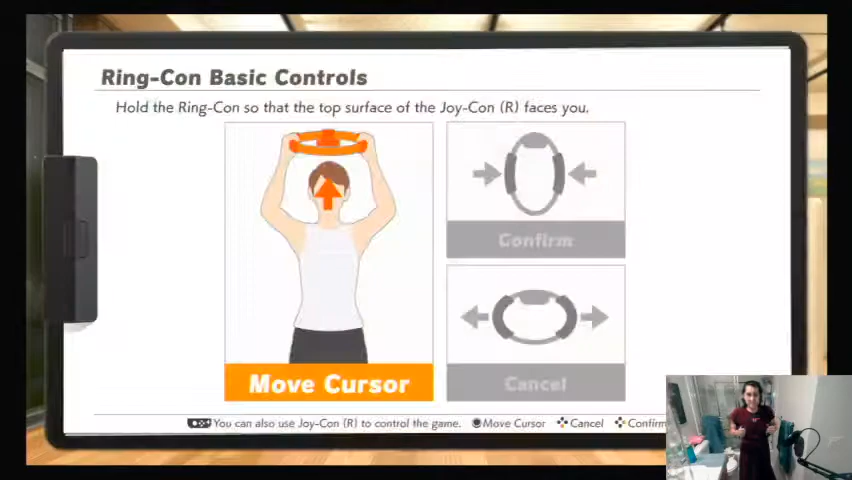 Ring-Con Basic Controls
Hold the Ring-Con so that the top surface of the Joy-Con (R) faces you.
Confirm
Cancel
Move Cursor
You can also use Joy-Con (R) to control the game. Move Cursor Cancel Confirm